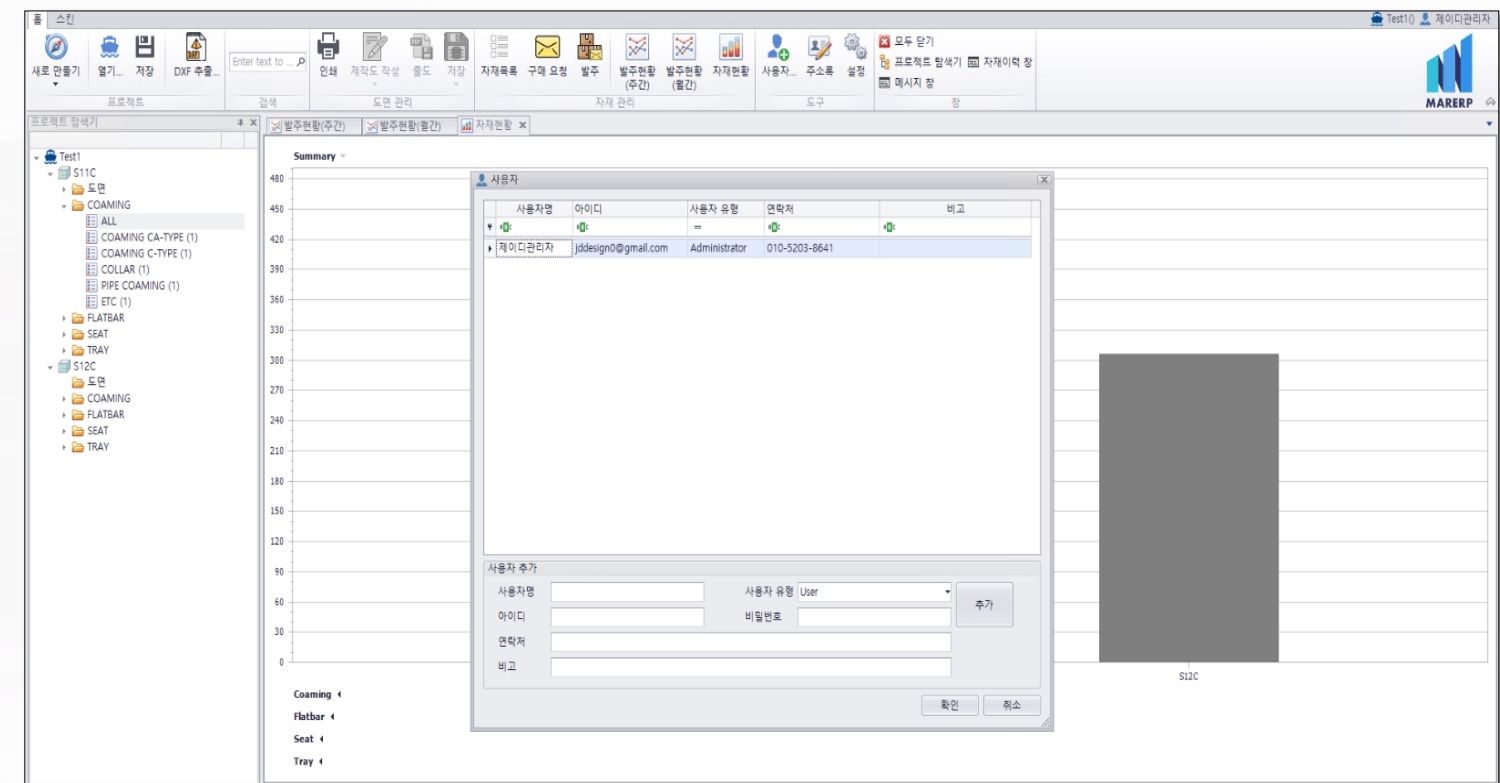 홈 스킨 Test1() 제이디관리자
새로 만들기 열기... 저장 DXF 추출... Enter text to ... 인쇄 제작도 작성 출도 저장 자재목록 구매 요청 발주 발주현황 (주간) 발주현황 (월간) 자재현황 사용자... 주소록 설정
모두 닫기
프로젝트 탐색기 자재이력 창
메시지 창
프로젝트 검색 도면 관리 자재 관리 도구 창 MARERP
프로젝트 탐색기
발주현황(주간) 발주현황(월간) 자재현황
Test1
S11C
도면
COAMING
ALL
COAMING CA-TYPE (1)
COAMING C-TYPE (1)
COLLAR (1)
PIPE COAMING (1)
ETC (1)
FLATBAR
SEAT
TRAY
S12C
도면
COAMING
FLATBAR
SEAT
TRAY
Summary
480
450
420
390
360
330
300
270
240
210
180
150
120
90
60
30
0
S12C
Coaming
Flatbar
Seat
Tray
사용자
사용자명 아이디 사용자 유형 연락처 비고
=
제이디관리자 jddesign0@gmail.com Administrator 010-5203-8641
사용자 추가
사용자명 사용자 유형 User
추가
아이디 비밀번호
연락처
비고
확인 취소